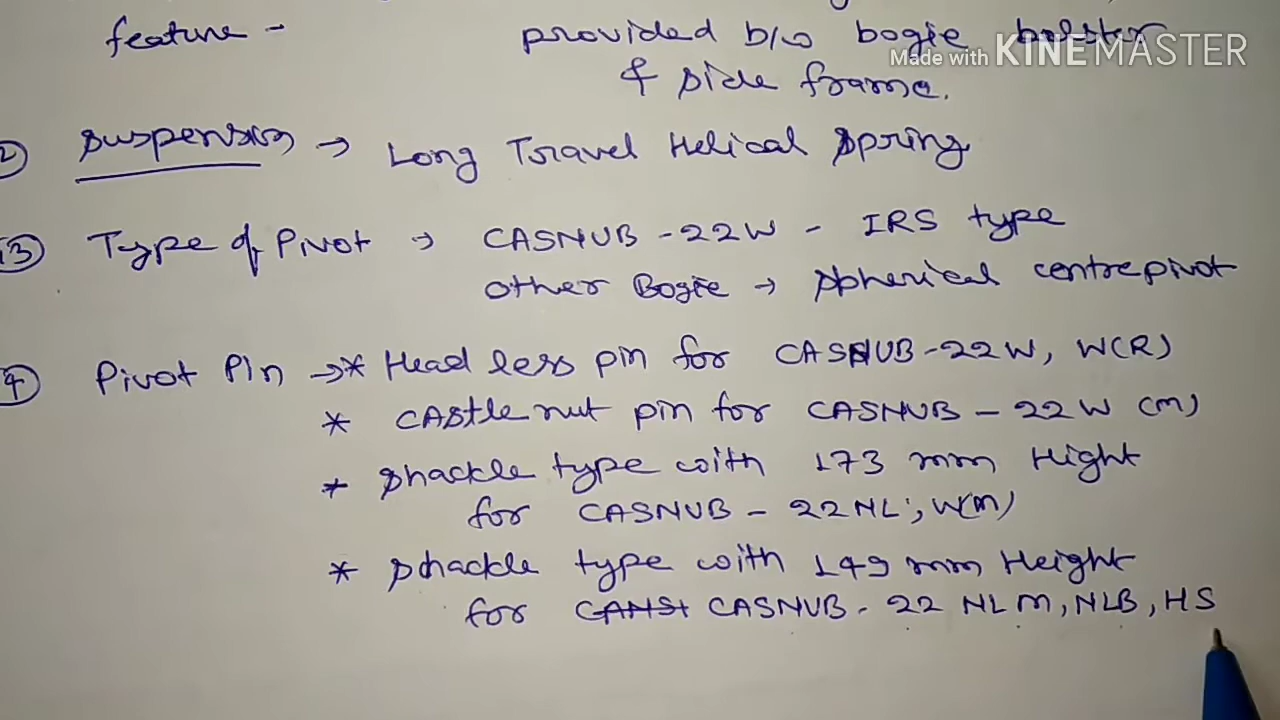 feature - provided b/w bogie bolster
Made with KINEMASTER
& side frame.
2 suspension → Long Travel Helical Spring
13 Type of Pivot → CASNUB - 22W - IRS type
other Bogie → spherical centrepivot
4 Pivot Pin → * Head less pin for CASNUB - 22W, W(R)
* CAStle nut pin for CASNUB - 22W (M)
* shackle type with 173 mm Hight
for CASNUB - 22NL, W(M)
* shackle type with 149 mm Height
for CANSI CASNUB - 22 NLM, NLB, HS